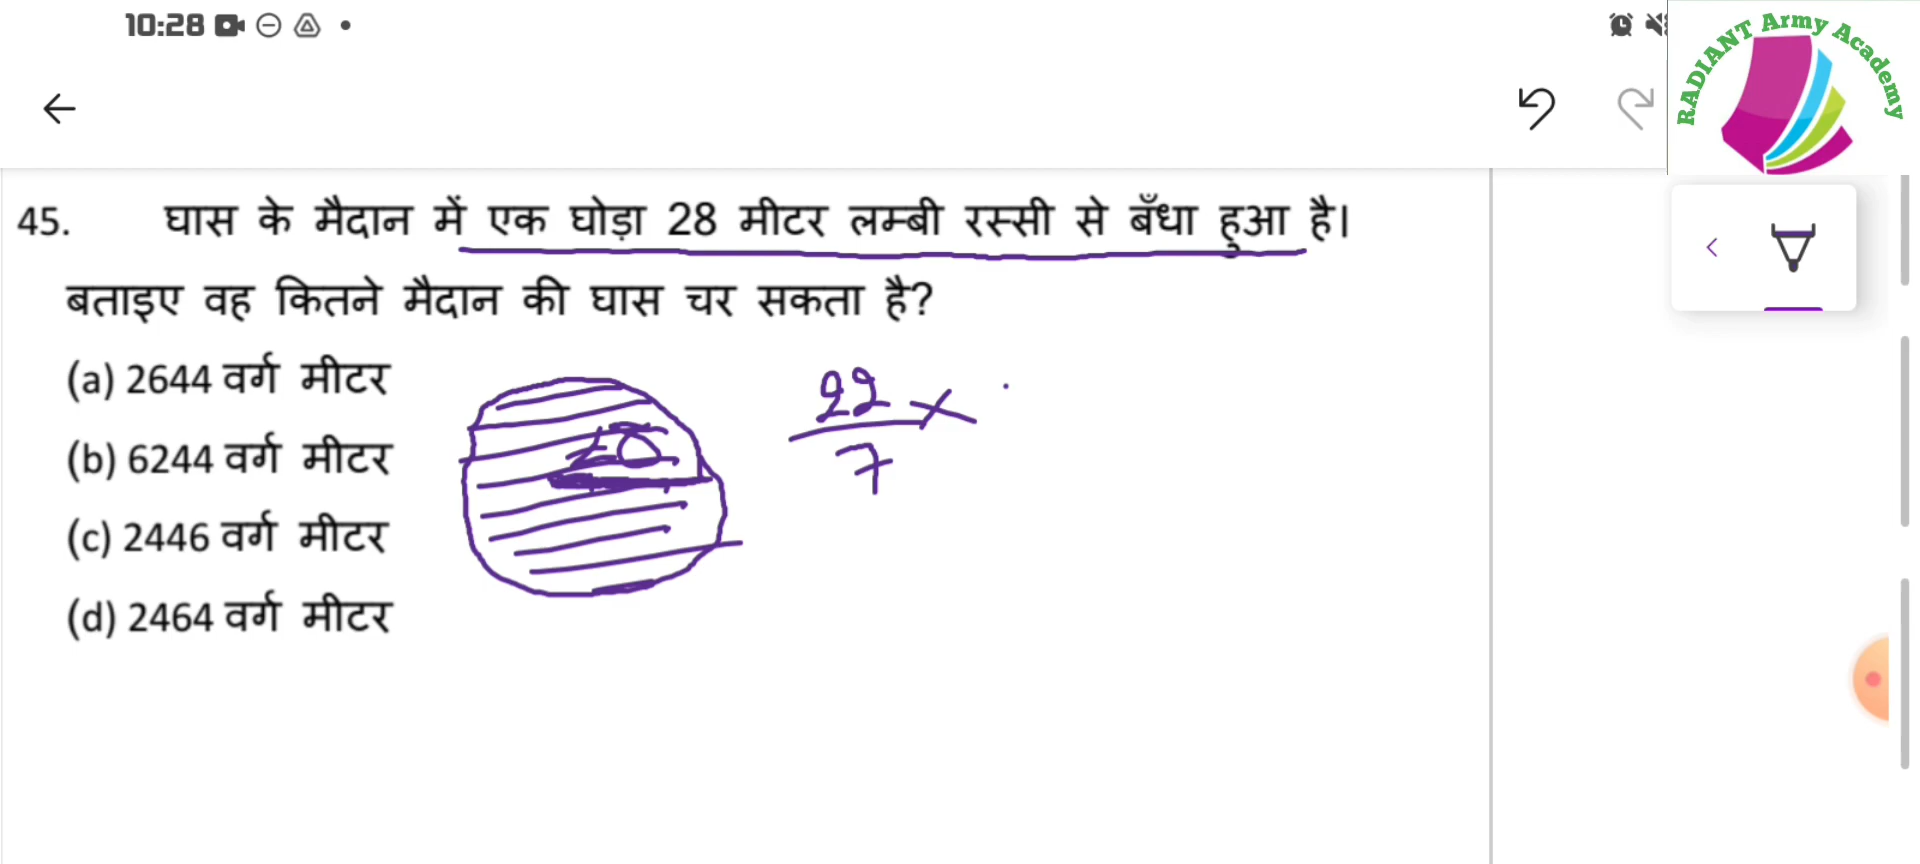 10:28
RADIANT Army Academy
45. घास के मैदान में एक घोड़ा 28 मीटर लम्बी रस्सी से बँधा हुआ है।
बताइए वह कितने मैदान की घास चर सकता है?
(a) 2644 वर्ग मीटर
(b) 6244 वर्ग मीटर
(c) 2446 वर्ग मीटर
(d) 2464 वर्ग मीटर
28
22 ×
7